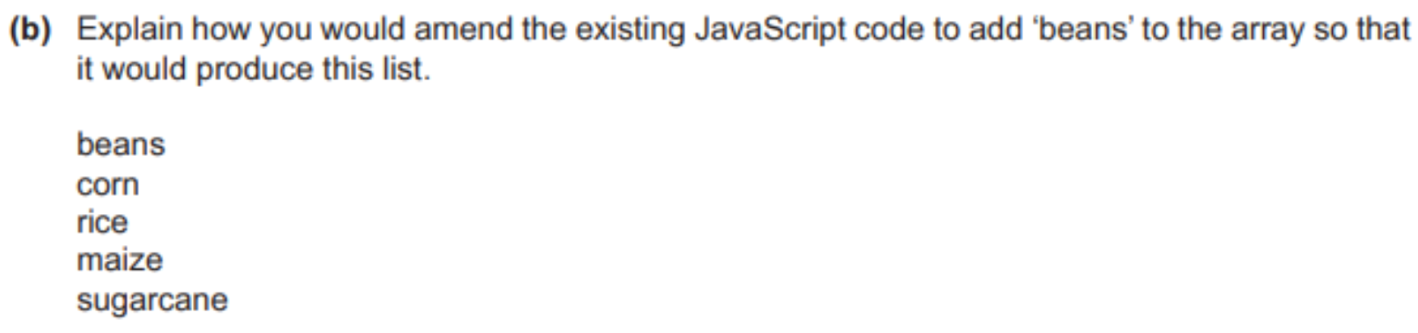 (b) Explain how you would amend the existing JavaScript code to add ‘beans’ to the array so that
it would produce this list.
beans
corn
rice
maize
sugarcane